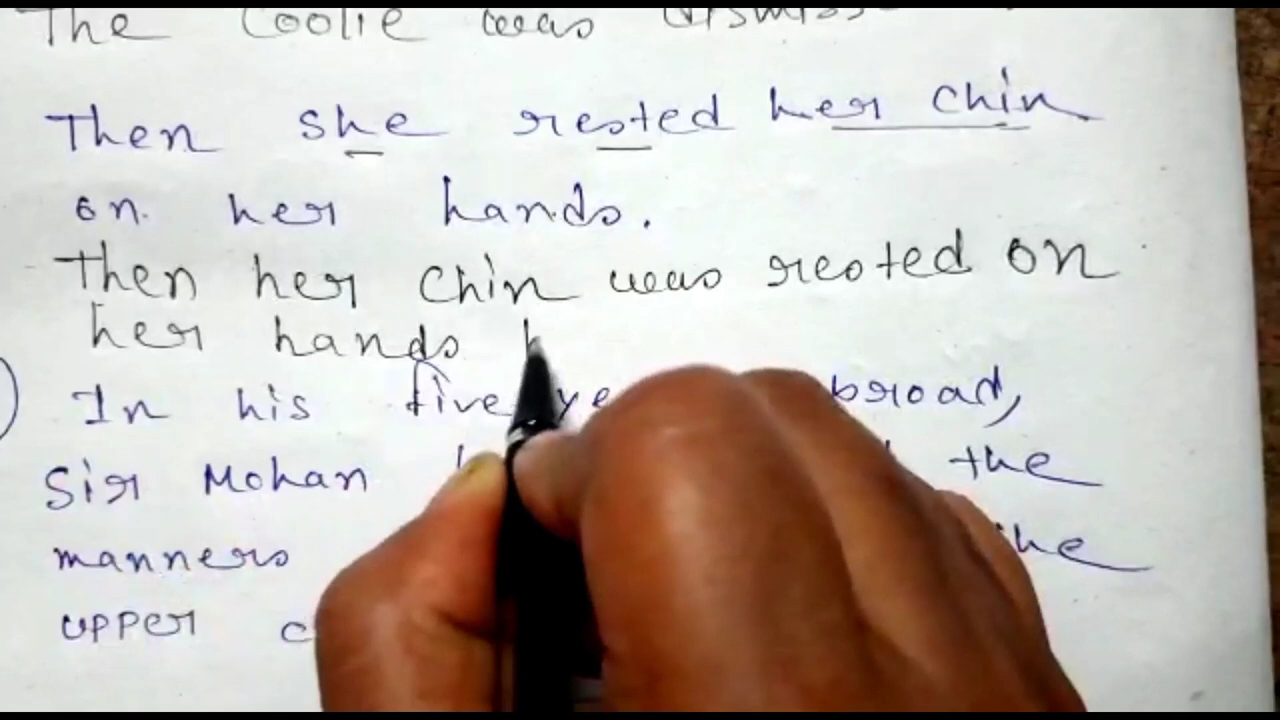 The Coolie was
Then she rested her chin
on her hands.
Then her chin was rested on
her hands
In his five broad,
Sir Mohan the
manners the
upper